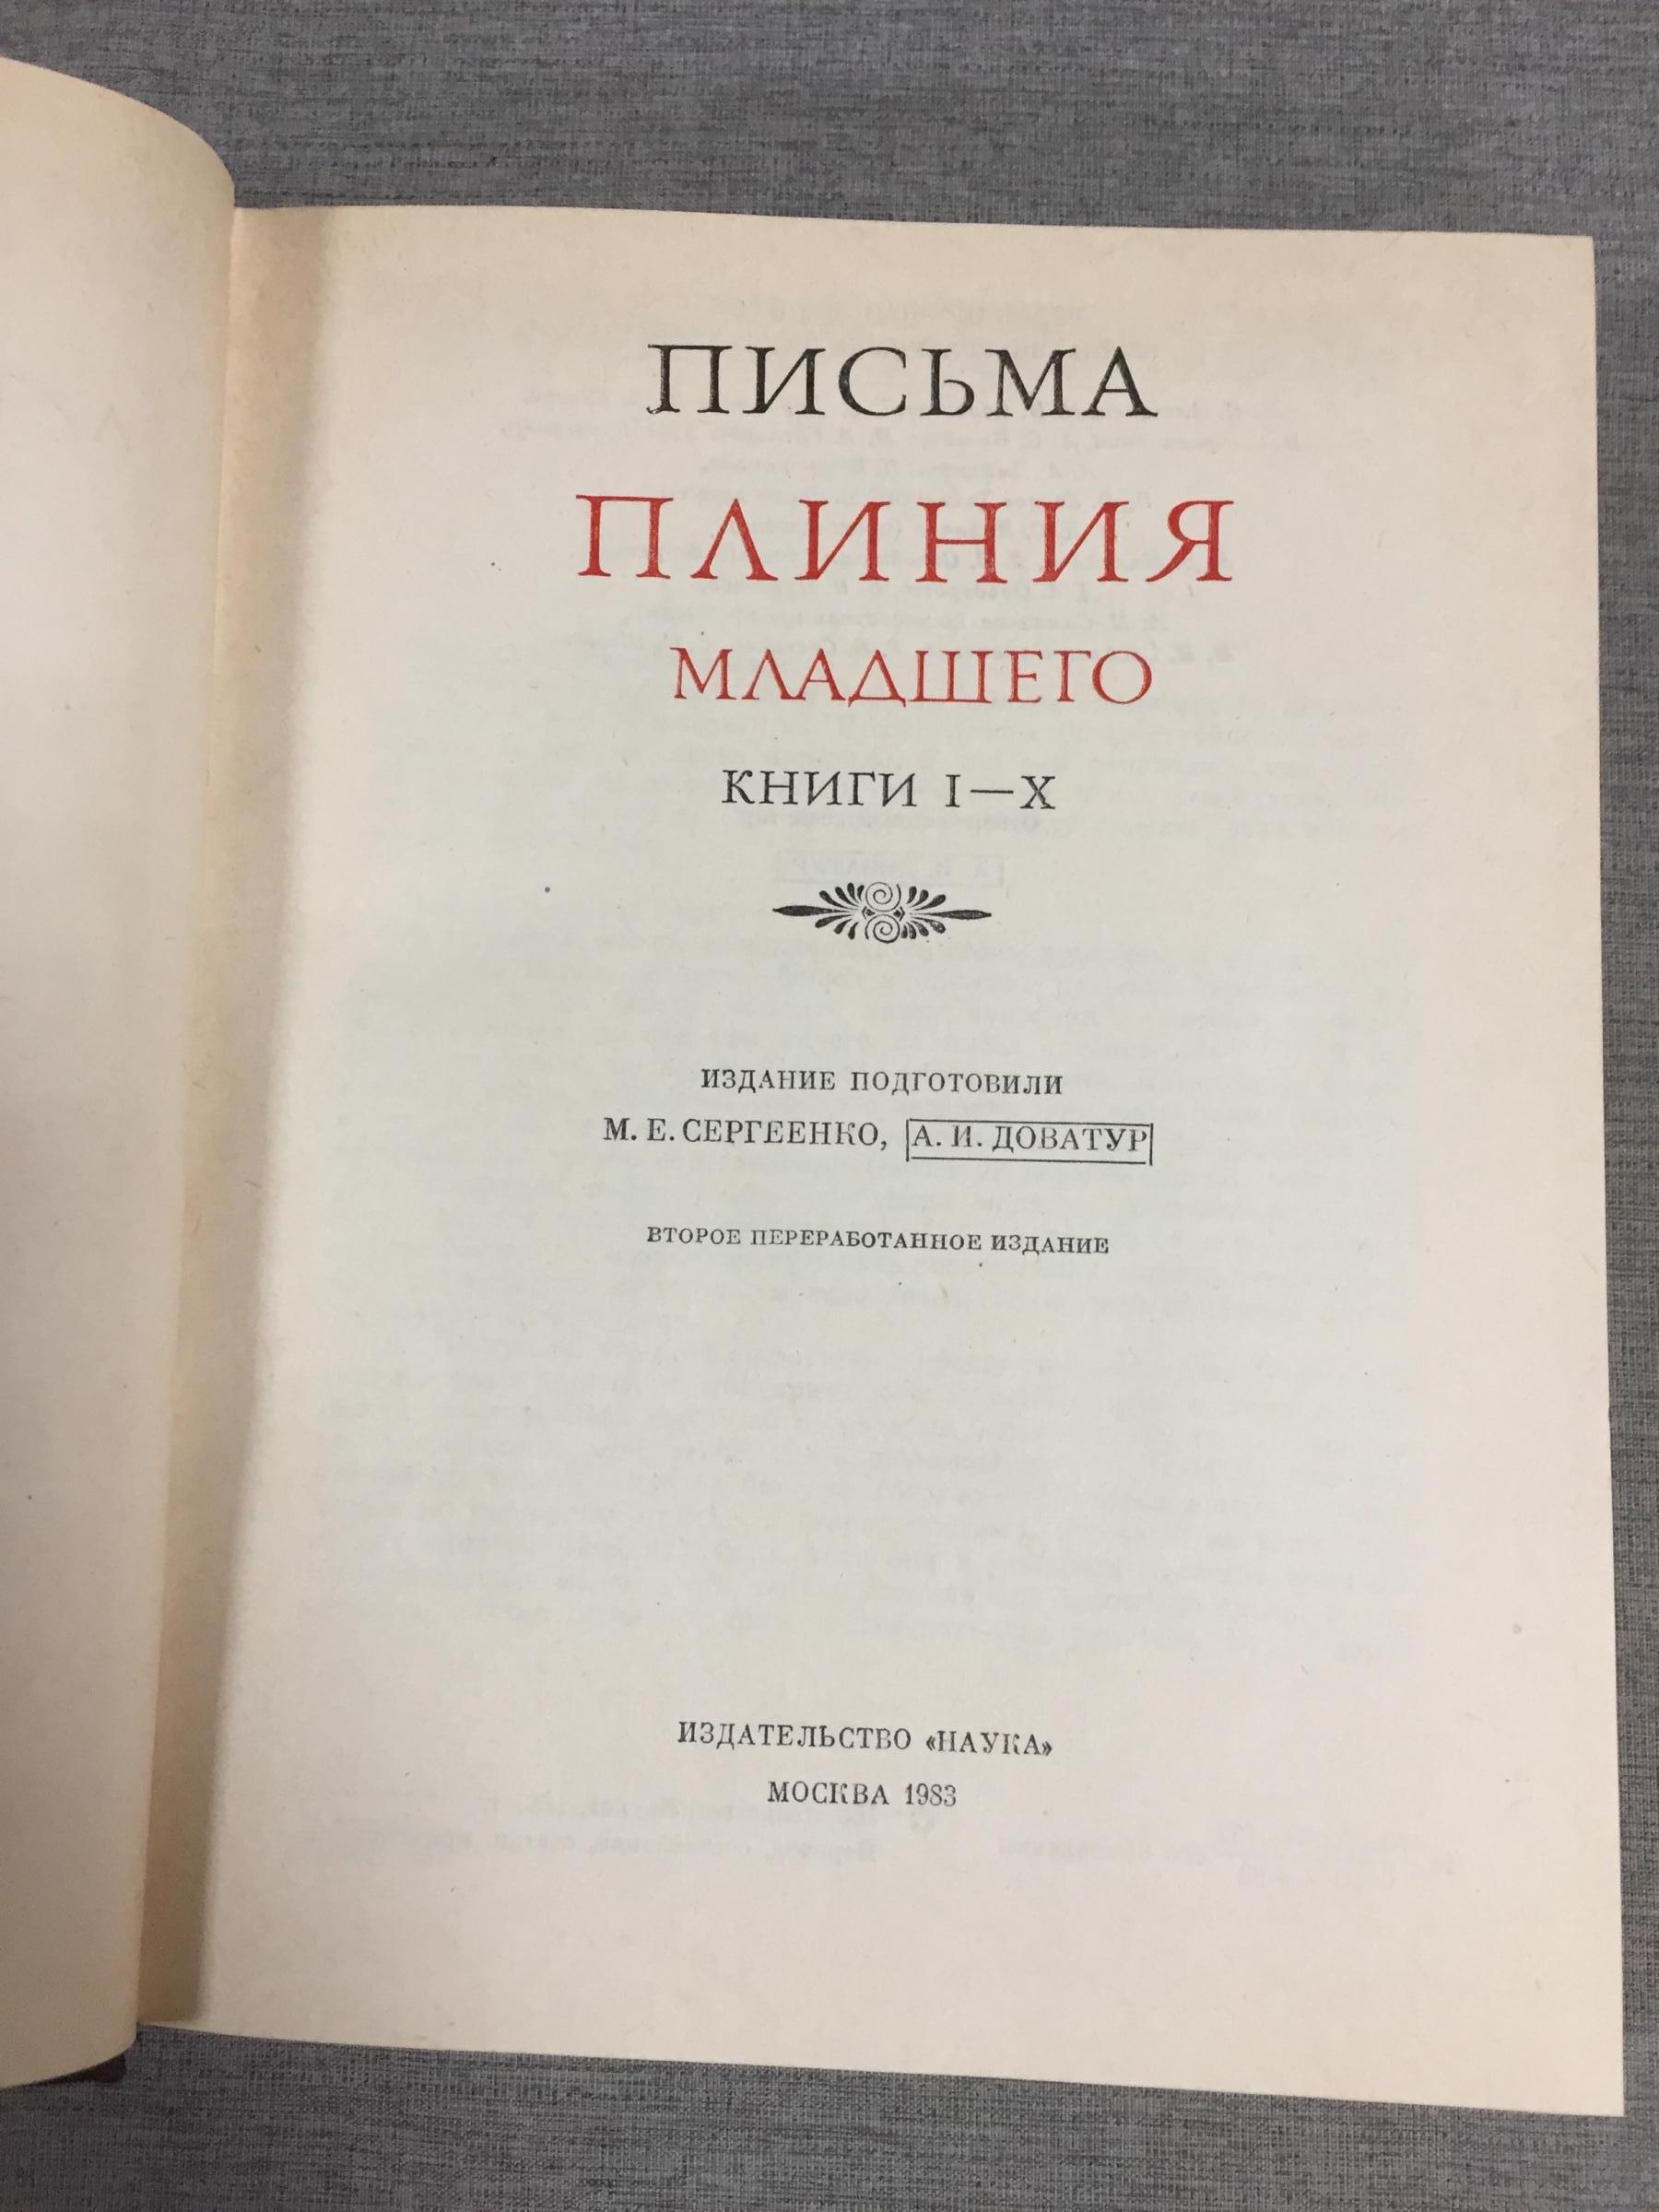 ПИСЬМА
ПЛИНИЯ
МЛАДШЕГО
КНИГИ I—X
ИЗДАНИЕ ПОДГОТОВИЛИ
М. Е. СЕРГЕЕНКО, А. И. ДОВАТУР
ВТОРОЕ ПЕРЕРАБОТАННОЕ ИЗДАНИЕ
ИЗДАТЕЛЬСТВО «НАУКА»
МОСКВА 1983